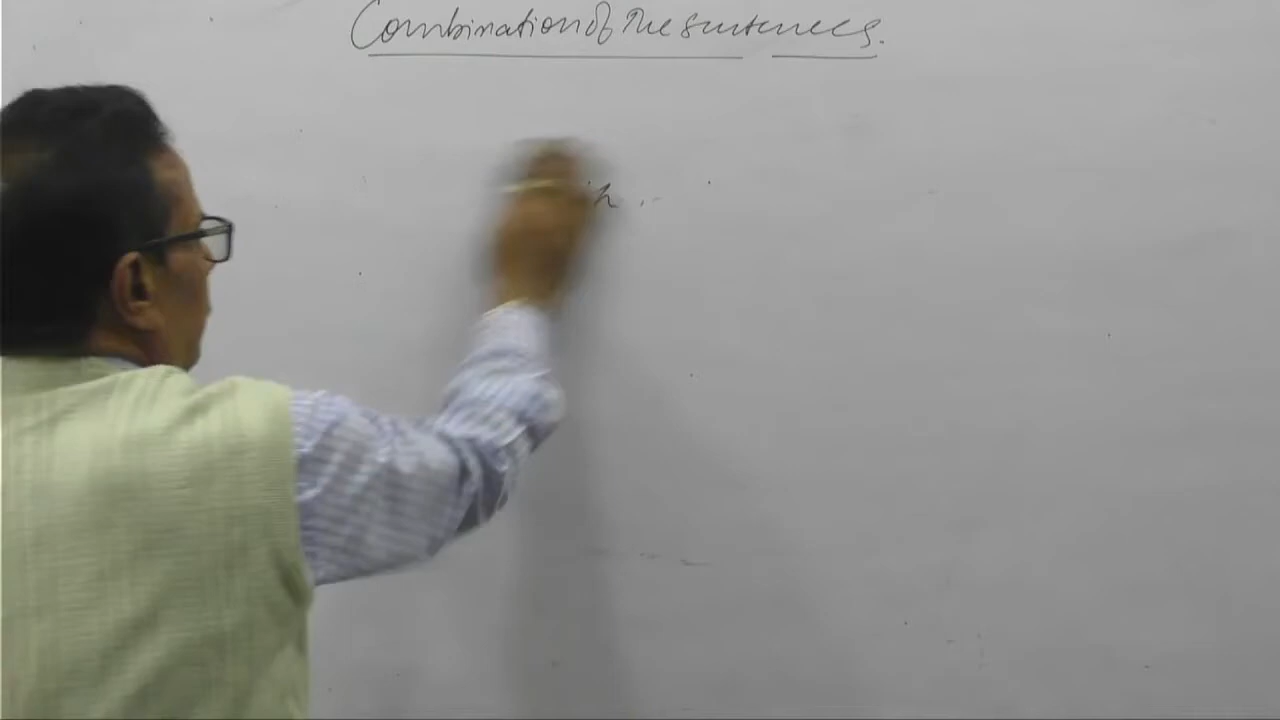 Combination of the sentences.